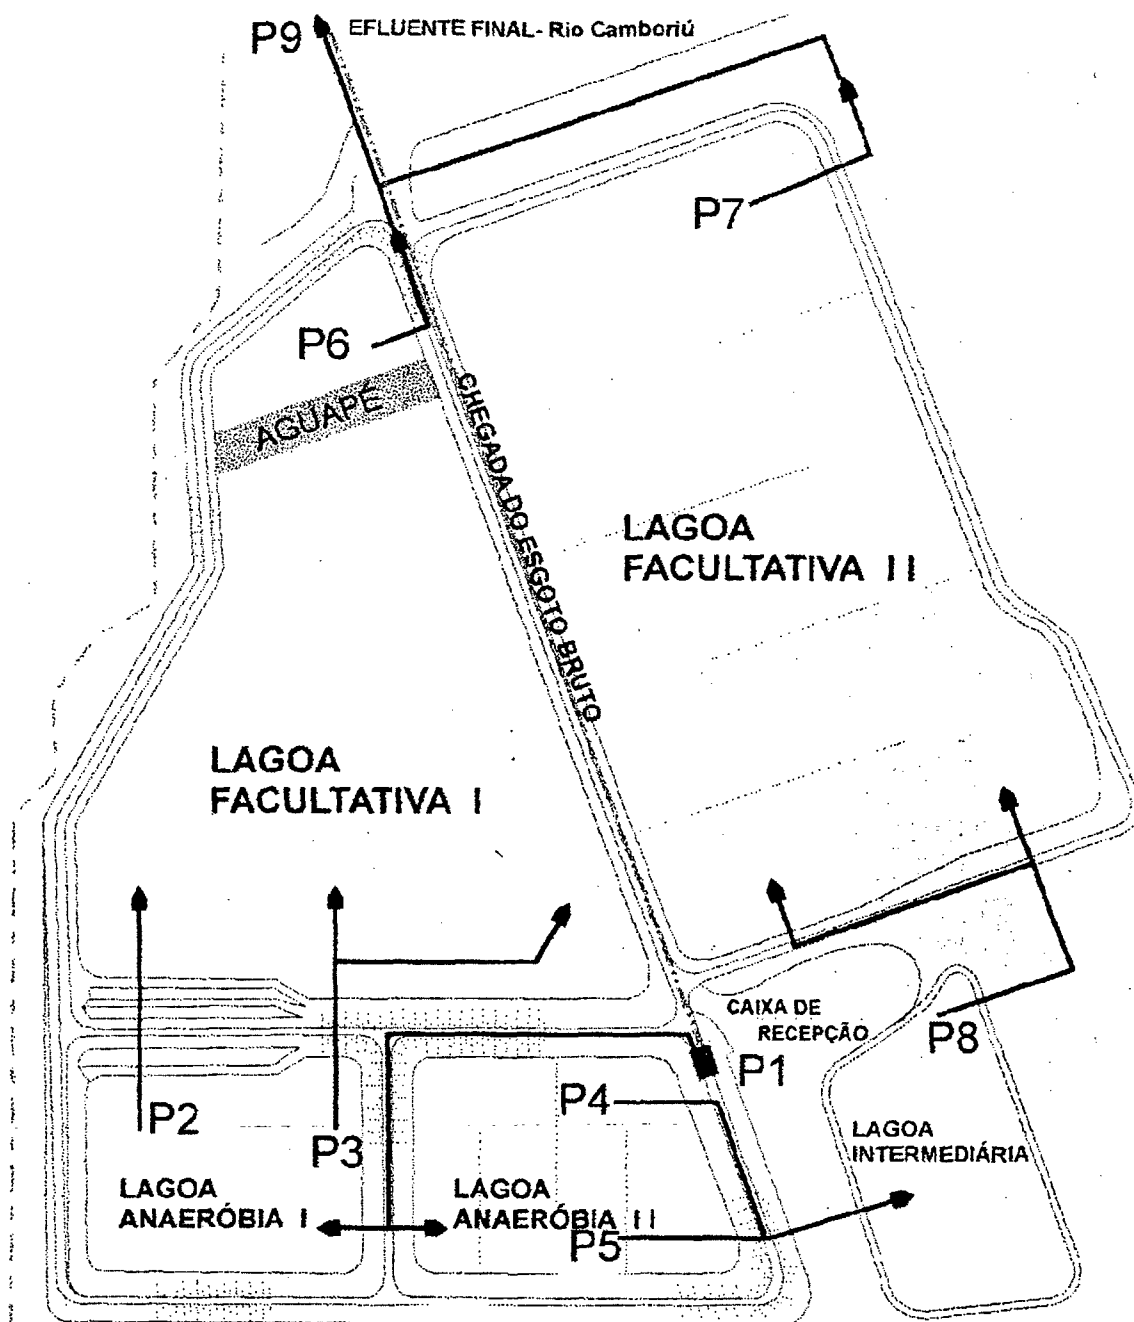 P9
EFLUENTE FINAL- Rio Camboriú
P7
P6
AGUAPÉ
CHEGADA DO ESGOTO BRUTO
LAGOA
FACULTATIVA II
LAGOA
FACULTATIVA I
CAIXA DE
RECEPÇÃO
P8
P1
P4
P2
P3
LAGOA
INTERMEDIÁRIA
LAGOA
ANAERÓBIA I
LAGOA
ANAERÓBIA II
P5